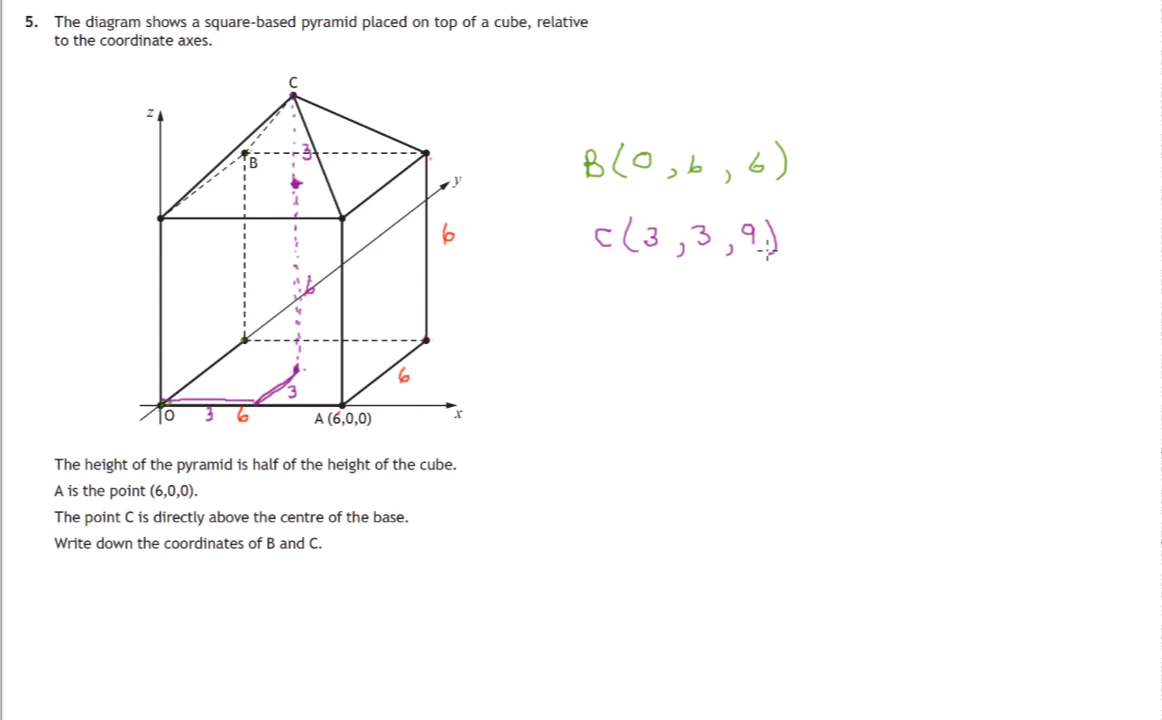 5. The diagram shows a square-based pyramid placed on top of a cube, relative
to the coordinate axes.
C
z
3
B
y
B(0, 6, 6)
6
C(3, 3, 9)
6
6
3
O
3
6
A (6,0,0)
x
The height of the pyramid is half of the height of the cube.
A is the point (6,0,0).
The point C is directly above the centre of the base.
Write down the coordinates of B and C.